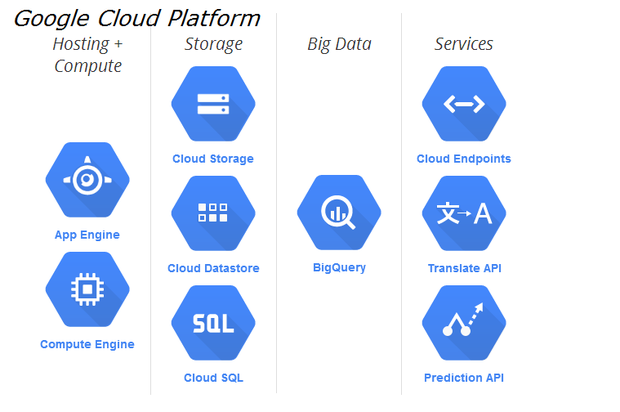 Google Cloud Platform
Hosting +
Compute
Storage
Big Data
Services
App Engine
Compute Engine
Cloud Storage
Cloud Datastore
SQL
Cloud SQL
BigQuery
Cloud Endpoints
文→A
Translate API
Prediction API